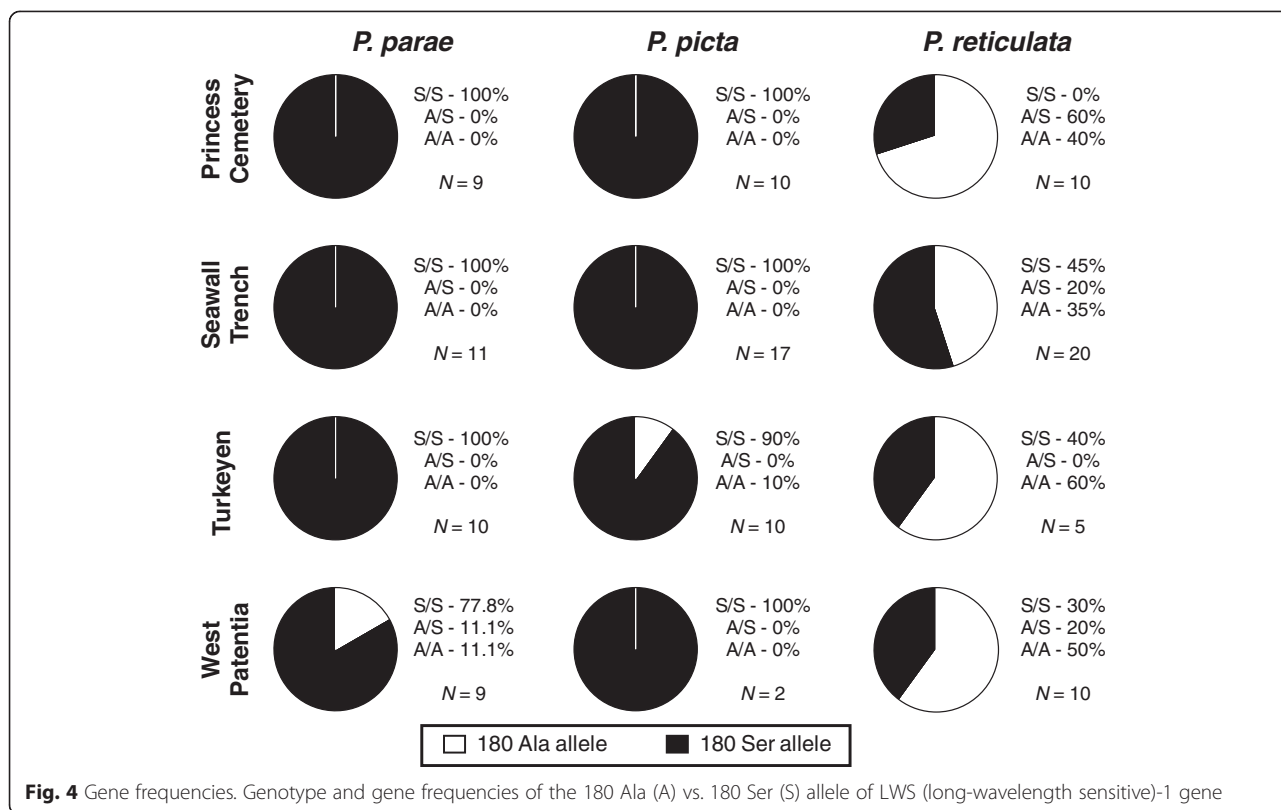 P. parae P. picta P. reticulata
Princess
Cemetery
S/S - 100%
A/S - 0%
A/A - 0%
N = 9
S/S - 100%
A/S - 0%
A/A - 0%
N = 10
S/S - 0%
A/S - 60%
A/A - 40%
N = 10
Seawall
Trench
S/S - 100%
A/S - 0%
A/A - 0%
N = 11
S/S - 100%
A/S - 0%
A/A - 0%
N = 17
S/S - 45%
A/S - 20%
A/A - 35%
N = 20
Turkeyen
S/S - 100%
A/S - 0%
A/A - 0%
N = 10
S/S - 90%
A/S - 0%
A/A - 10%
N = 10
S/S - 40%
A/S - 0%
A/A - 60%
N = 5
West
Patentia
S/S - 77.8%
A/S - 11.1%
A/A - 11.1%
N = 9
S/S - 100%
A/S - 0%
A/A - 0%
N = 2
S/S - 30%
A/S - 20%
A/A - 50%
N = 10
180 Ala allele 180 Ser allele
Fig. 4 Gene frequencies. Genotype and gene frequencies of the 180 Ala (A) vs. 180 Ser (S) allele of LWS (long-wavelength sensitive)-1 gene